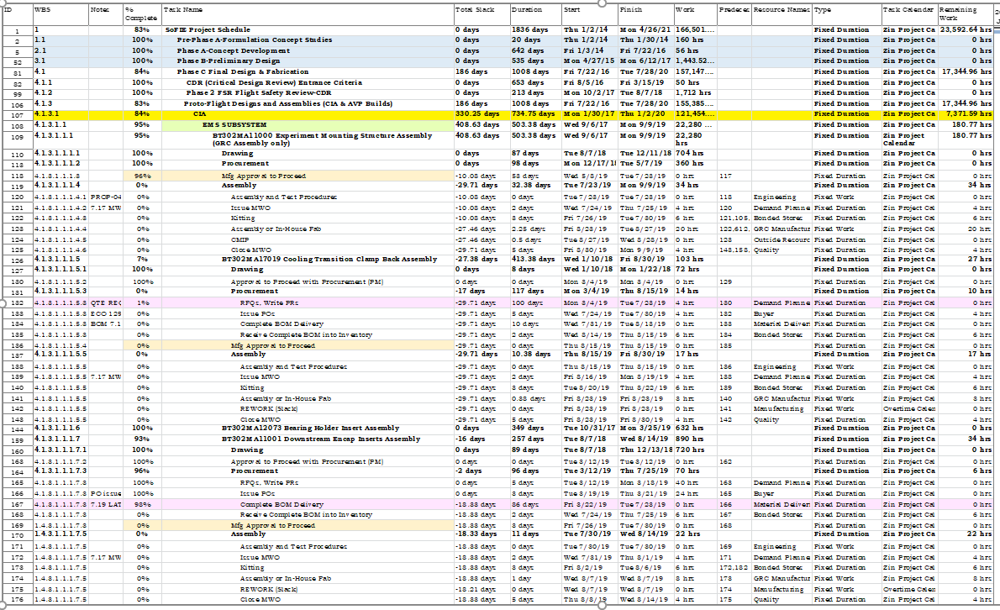 ID WBS Notes % Complete Task Name Total Slack Duration Start Finish Work Predeces Resource Names Type Task Calendar Remaining Work
1 1 83% SoFIE Project Schedule 0 days 1836 days Thu 1/2/14 Mon 4/26/21 166,501... Fixed Duration Zin Project Ca 23,592.64 hrs
2 1.1 100% Pre-Phase A-Formulation Concept Studies 0 days 20 days Thu 1/2/14 Thu 1/30/14 160 hrs Fixed Duration Zin Project Ca 0 hrs
5 2.1 100% Phase A-Concept Development 0 days 642 days Fri 1/3/14 Fri 7/22/16 56 hrs Fixed Duration Zin Project Ca 0 hrs
52 3.1 100% Phase B-Preliminary Design 0 days 535 days Mon 4/27/15 Mon 6/12/17 1,443.52... Fixed Duration Zin Project Ca 0 hrs
81 4.1 84% Phase C Final Design & Fabrication 186 days 1008 days Fri 7/22/16 Tue 7/28/20 157,147... Fixed Duration Zin Project Ca 17,344.96 hrs
82 4.1.1 100% CDR (Critical Design Review) Entrance Criteria 0 days 653 days Fri 8/5/16 Fri 3/15/19 50 hrs Fixed Duration Zin Project Ca 0 hrs
99 4.1.2 100% Phase 2 FSR Flight Safety Review-CDR 0 days 213 days Mon 10/2/17 Tue 8/7/18 1,712 hrs Fixed Duration Zin Project Ca 0 hrs
106 4.1.3 83% Proto-Flight Designs and Assemblies (CIA & AVP Builds) 186 days 1008 days Fri 7/22/16 Tue 7/28/20 155,385... Fixed Duration Zin Project Ca 17,344.96 hrs
107 4.1.3.1 84% CIA 330.25 days 734.75 days Mon 1/30/17 Thu 1/2/20 121,454... Fixed Duration Zin Project Ca 7,371.59 hrs
108 4.1.3.1.1 95% EMS SUBSYSTEM 408.63 days 503.38 days Wed 9/6/17 Mon 9/9/19 22,280 ... Fixed Duration Zin Project Ca 180.77 hrs
109 4.1.3.1.1.1 95% BT302MA11000 Experiment Mounting Structure Assembly (GRC Assembly only) 408.63 days 503.38 days Wed 9/6/17 Mon 9/9/19 22,280 hrs Fixed Duration Zin Project Calendar 180.77 hrs
110 4.1.3.1.1.1.1 100% Drawing 0 days 87 days Tue 8/7/18 Tue 12/11/18 704 hrs Fixed Duration Zin Project Ca 0 hrs
113 4.1.3.1.1.1.2 100% Procurement 0 days 98 days Mon 12/17/18 Tue 5/7/19 360 hrs Fixed Duration Zin Project Ca 0 hrs
118 4.1.3.1.1.1.3 96% Mfg Approval to Proceed -10.08 days 53 days Wed 5/8/19 Tue 7/23/19 0 hrs 117 Fixed Duration Zin Project Cal 0 hrs
119 4.1.3.1.1.1.4 0% Assembly -29.71 days 32.38 days Tue 7/23/19 Mon 9/9/19 34 hrs Fixed Duration Zin Project Ca 34 hrs
120 4.1.3.1.1.1.4.1 PROP-04 0% Assembly and Test Procedures -10.08 days 0 days Tue 7/23/19 Tue 7/23/19 0 hrs 118 Engineering Fixed Work Zin Project Cal 0 hrs
121 4.1.3.1.1.1.4.2 7.17 MW 0% Issue MWO -10.08 days 2 days Wed 7/24/19 Thu 7/25/19 4 hrs 120 Demand Planne Fixed Duration Zin Project Cal 4 hrs
122 4.1.3.1.1.1.4.3 0% Kitting -10.08 days 3 days Fri 7/26/19 Tue 7/30/19 6 hrs 121,105, Bonded Stores Fixed Duration Zin Project Cal 6 hrs
123 4.1.3.1.1.1.4.4 0% Assembly or In-House Fab -27.46 days 2.25 days Fri 8/23/19 Tue 8/27/19 20 hrs 122,612, GRC Manufactur Fixed Work Zin Project Cal 20 hrs
124 4.1.3.1.1.1.4.5 0% CMIP -27.46 days 0.5 days Tue 8/27/19 Wed 8/28/19 0 hrs 123 Outside Resourc Fixed Duration Zin Project Cal 0 hrs
125 4.1.3.1.1.1.4.6 0% Close MWO -29.71 days 5 days Fri 8/30/19 Mon 9/9/19 4 hrs 143,158, Quality Fixed Duration Zin Project Cal 4 hrs
126 4.1.3.1.1.1.5 7% BT302MA17019 Cooling Transition Clamp Back Assembly -27.38 days 413.38 days Wed 1/10/18 Fri 8/30/19 103 hrs Fixed Duration Zin Project Ca 27 hrs
127 4.1.3.1.1.1.5.1 100% Drawing 0 days 8 days Wed 1/10/18 Mon 1/22/18 72 hrs Fixed Duration Zin Project Ca 0 hrs
130 4.1.3.1.1.1.5.2 100% Approval to Proceed with Procurement (PM) 0 days 0 days Mon 3/4/19 Mon 3/4/19 0 hrs 129 Fixed Duration Zin Project Cal 0 hrs
131 4.1.3.1.1.1.5.3 0% Procurement -17 days 117 days Mon 3/4/19 Thu 8/15/19 14 hrs Fixed Duration Zin Project Ca 10 hrs
132 4.1.3.1.1.1.5.3 QTE REC 1% RFQs, Write PRs -29.71 days 100 days Mon 3/4/19 Tue 7/23/19 4 hrs 130 Demand Planne Fixed Duration Zin Project Cal 0 hrs
133 4.1.3.1.1.1.5.3 ECO 129 0% Issue POs -29.71 days 5 days Wed 7/24/19 Tue 7/30/19 4 hrs 132 Buyer Fixed Duration Zin Project Cal 4 hrs
134 4.1.3.1.1.1.5.3 BOM 7.1 0% Complete BOM Delivery -29.71 days 10 days Wed 7/31/19 Tue 8/13/19 0 hrs 133 Material Deliver Fixed Duration Zin Project Cal 0 hrs
135 4.1.3.1.1.1.5.3 0% Receive Complete BOM into Inventory -29.71 days 2 days Wed 8/14/19 Thu 8/15/19 6 hrs 134 Bonded Stores Fixed Duration Zin Project Cal 6 hrs
136 4.1.3.1.1.1.5.4 0% Mfg Approval to Proceed -29.71 days 0 days Thu 8/15/19 Thu 8/15/19 0 hrs 135 Fixed Duration Zin Project Cal 0 hrs
137 4.1.3.1.1.1.5.5 0% Assembly -29.71 days 10.38 days Thu 8/15/19 Fri 8/30/19 17 hrs Fixed Duration Zin Project Ca 17 hrs
138 4.1.3.1.1.1.5.5 0% Assembly and Test Procedures -29.71 days 0 days Thu 8/15/19 Thu 8/15/19 0 hrs 136 Engineering Fixed Work Zin Project Cal 0 hrs
139 4.1.3.1.1.1.5.5 7.17 MW 0% Issue MWO -29.71 days 2 days Fri 8/16/19 Mon 8/19/19 4 hrs 138 Demand Planne Fixed Duration Zin Project Cal 4 hrs
140 4.1.3.1.1.1.5.5 0% Kitting -29.71 days 3 days Tue 8/20/19 Thu 8/22/19 6 hrs 139 Bonded Stores Fixed Duration Zin Project Cal 6 hrs
141 4.1.3.1.1.1.5.5 0% Assembly or In-House Fab -29.71 days 0.38 days Fri 8/23/19 Fri 8/23/19 3 hrs 140 GRC Manufactur Fixed Work Zin Project Cal 3 hrs
142 4.1.3.1.1.1.5.5 0% REWORK (Slack) -29.71 days 0 days Fri 8/23/19 Fri 8/23/19 0 hrs 141 Manufacturing Fixed Work Overtime Calen 0 hrs
143 4.1.3.1.1.1.5.5 0% Close MWO -29.71 days 5 days Fri 8/23/19 Fri 8/30/19 4 hrs 142 Quality Fixed Duration Zin Project Cal 4 hrs
144 4.1.3.1.1.1.6 100% BT302MA12073 Bearing Holder Insert Assembly 0 days 349 days Tue 10/31/17 Mon 3/25/19 632 hrs Fixed Duration Zin Project Ca 0 hrs
159 4.1.3.1.1.1.7 93% BT302MA11001 Downstream Encap Inserts Assembly -16 days 257 days Tue 8/7/18 Wed 8/14/19 890 hrs Fixed Duration Zin Project Ca 34 hrs
160 4.1.3.1.1.1.7.1 100% Drawing 0 days 89 days Tue 8/7/18 Thu 12/13/18 720 hrs Fixed Duration Zin Project Ca 0 hrs
163 4.1.3.1.1.1.7.2 100% Approval to Proceed with Procurement (PM) 0 days 0 days Tue 3/12/19 Tue 3/12/19 0 hrs 162 Fixed Duration Zin Project Cal 0 hrs
164 4.1.3.1.1.1.7.3 96% Procurement -2 days 96 days Tue 3/12/19 Thu 7/25/19 70 hrs Fixed Duration Zin Project Ca 6 hrs
165 4.1.3.1.1.1.7.3 100% RFQs, Write PRs 0 days 5 days Tue 3/12/19 Mon 3/18/19 40 hrs 163 Demand Planne Fixed Duration Zin Project Cal 0 hrs
166 4.1.3.1.1.1.7.3 PO issue 100% Issue POs 0 days 3 days Tue 3/19/19 Thu 3/21/19 24 hrs 165 Buyer Fixed Duration Zin Project Cal 0 hrs
167 4.1.3.1.1.1.7.3 7.19 LAT 98% Complete BOM Delivery -18.33 days 86 days Fri 3/22/19 Tue 7/23/19 0 hrs 166 Material Deliver Fixed Duration Zin Project Cal 0 hrs
168 4.1.3.1.1.1.7.3 0% Receive Complete BOM into Inventory -18.33 days 2 days Wed 7/24/19 Thu 7/25/19 6 hrs 167 Bonded Stores Fixed Duration Zin Project Cal 6 hrs
169 1.4.3.1.1.1.7.4 0% Mfg Approval to Proceed -18.33 days 0 days Tue 7/30/19 Tue 7/30/19 0 hrs 168 Fixed Duration Zin Project Cal 0 hrs
170 1.4.3.1.1.1.7.5 0% Assembly -18.33 days 11 days Tue 7/30/19 Wed 8/14/19 22 hrs Fixed Duration Zin Project Ca 22 hrs
171 1.4.3.1.1.1.7.5 0% Assembly and Test Procedures -18.33 days 0 days Tue 7/30/19 Tue 7/30/19 0 hrs 169 Engineering Fixed Work Zin Project Cal 0 hrs
172 1.4.3.1.1.1.7.5 7.17 MW 0% Issue MWO -18.33 days 2 days Wed 7/31/19 Thu 8/1/19 4 hrs 171 Demand Planne Fixed Duration Zin Project Cal 4 hrs
173 1.4.3.1.1.1.7.5 0% Kitting -18.33 days 3 days Fri 8/2/19 Tue 8/6/19 6 hrs 172,182 Bonded Stores Fixed Duration Zin Project Cal 6 hrs
174 1.4.3.1.1.1.7.5 0% Assembly or In-House Fab -18.33 days 1 day Wed 8/7/19 Wed 8/7/19 8 hrs 173 GRC Manufactur Fixed Work Zin Project Cal 8 hrs
175 1.4.3.1.1.1.7.5 0% REWORK (Slack) -18.21 days 0 days Wed 8/7/19 Wed 8/7/19 0 hrs 174 Manufacturing Fixed Work Overtime Calen 0 hrs
176 1.4.3.1.1.1.7.5 0% Close MWO -18.33 days 5 days Thu 8/8/19 Wed 8/14/19 4 hrs 175 Quality Fixed Duration Zin Project Cal 4 hrs